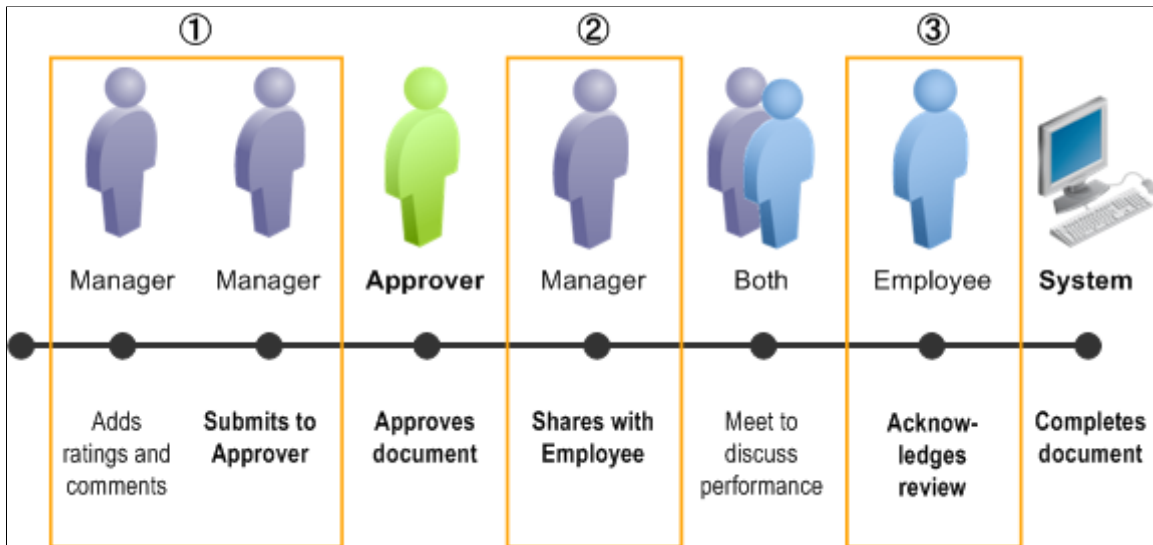 ① ② ③
Manager Manager Approver Manager Both Employee System
Adds
ratings and
comments
Submits to
Approver
Approves
document
Shares with
Employee
Meet to
discuss
performance
Acknow-
ledges
review
Completes
document